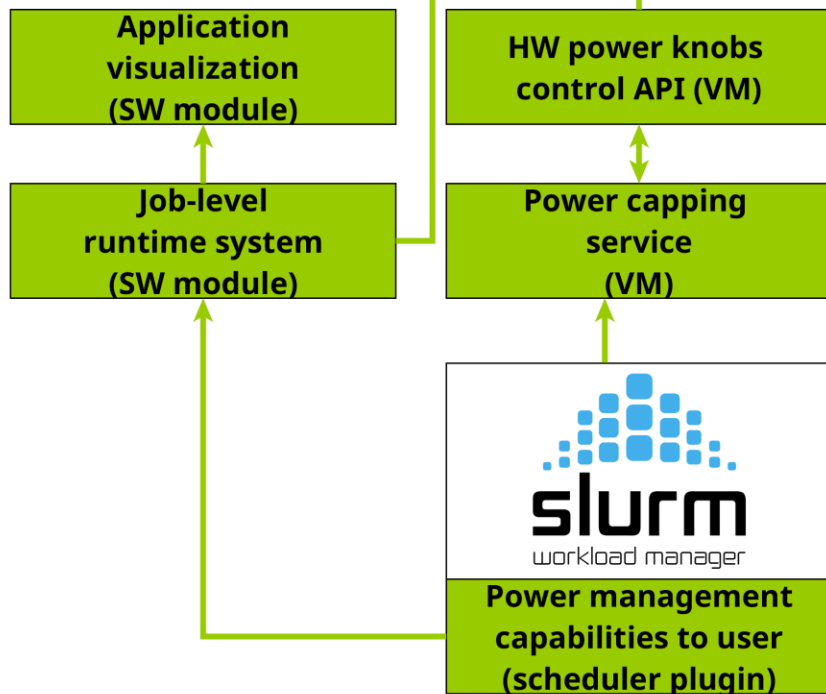 Application
visualization
(SW module)
HW power knobs
control API (VM)
Job-level
runtime system
(SW module)
Power capping
service
(VM)
slurm
workload manager
Power management
capabilities to user
(scheduler plugin)